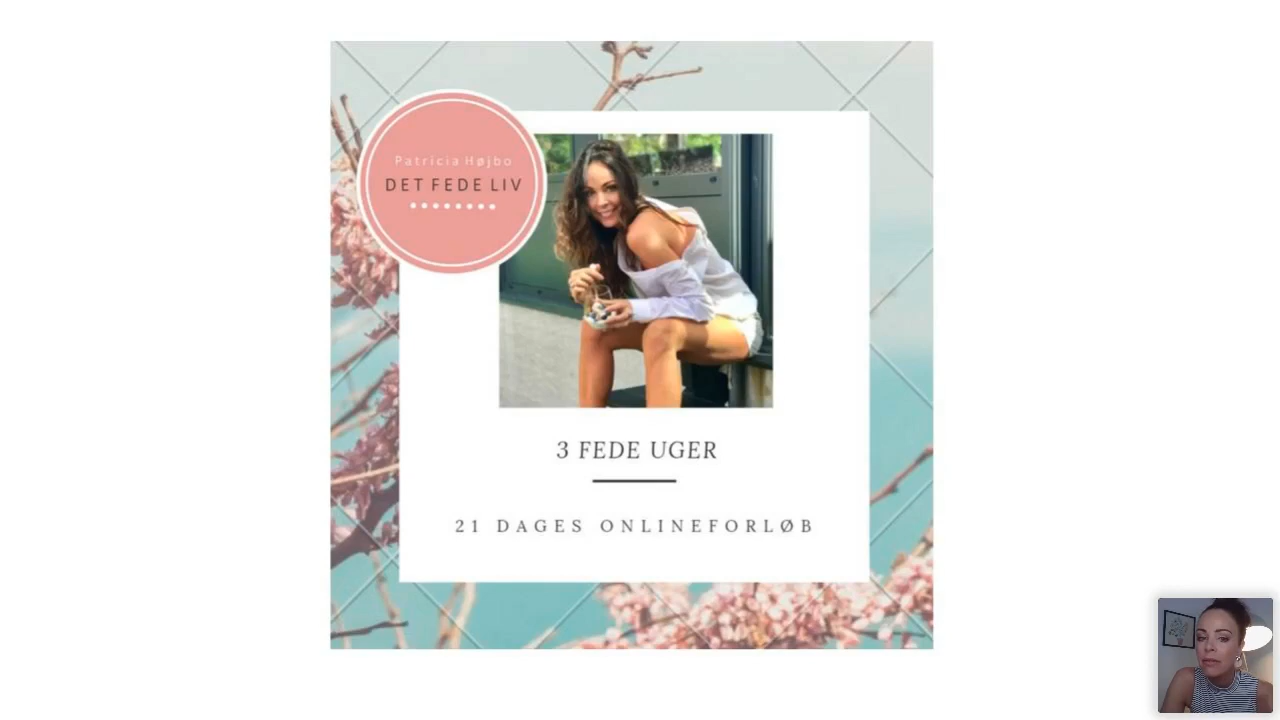 Patricia Højbo
DET FEDE LIV
3 FEDE UGER
21 DAGES ONLINEFORLØB